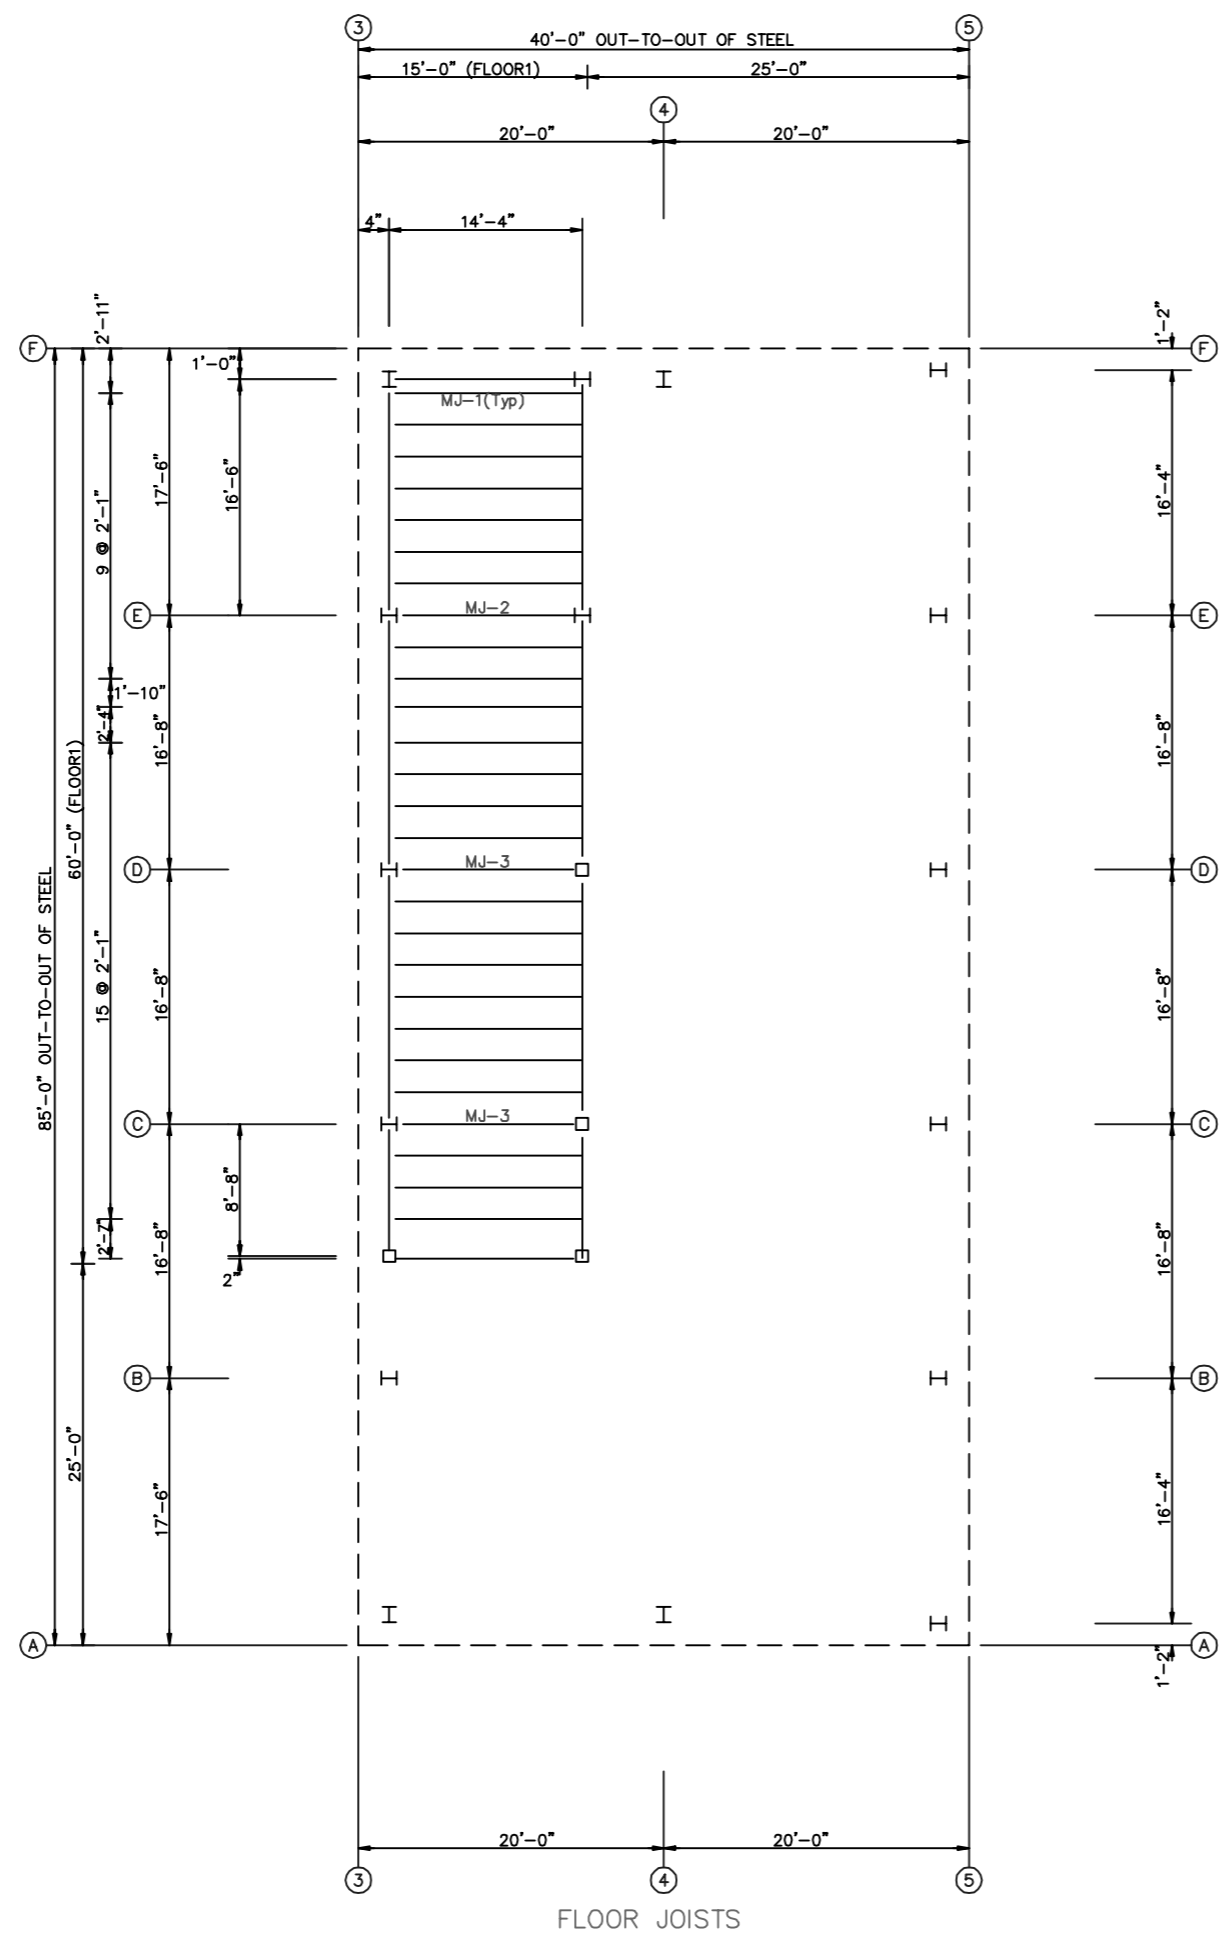 3
5
40'-0" OUT-TO-OUT OF STEEL
15'-0" (FLOOR1)
25'-0"
4
20'-0"
20'-0"
4"
14'-4"
2'-11"
1'-2"
F
F
1'-0"
MJ-1(Typ)
17'-6"
16'-6"
16'-4"
9 @ 2'-1"
E
MJ-2
E
1'-10"
2'-4"
16'-8"
16'-8"
60'-0" (FLOOR1)
D
MJ-3
D
85'-0" OUT-TO-OUT OF STEEL
15 @ 2'-1"
16'-8"
16'-8"
C
MJ-3
C
8'-8"
2'-7"
16'-8"
16'-8"
2"
B
B
25'-0"
17'-6"
16'-4"
A
A
1'-2"
20'-0"
20'-0"
3
4
5
FLOOR JOISTS